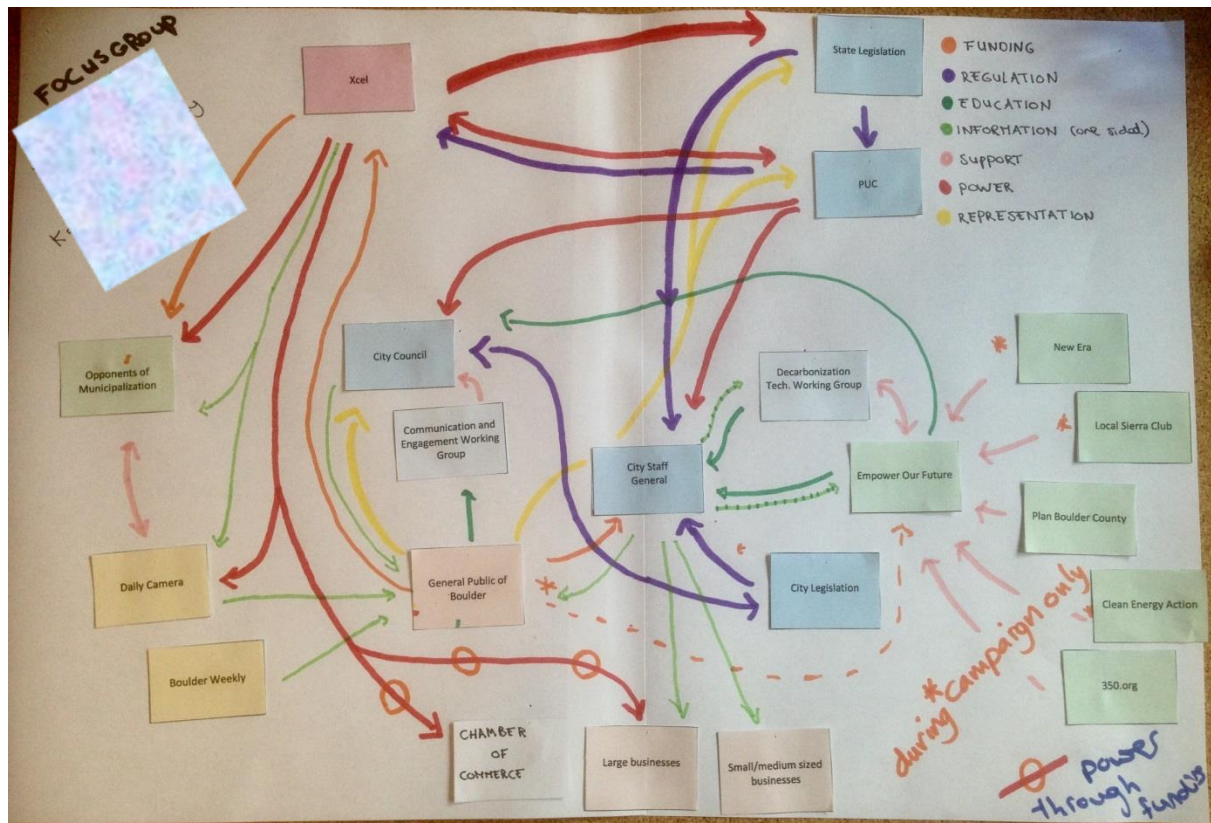 FOCUSGROUP
Xcel
State Legislation
PUC
FUNDING
REGULATION
EDUCATION
INFORMATION (one sided)
SUPPORT
POWER
REPRESENTATION
Opponents of
Municipalization
City Council
Communication and
Engagement Working
Group
Decarbonization
Tech. Working Group
New Era
Local Sierra Club
City Staff
General
Empower Our Future
Plan Boulder County
Daily Camera
General Public of
Boulder
City Legislation
Clean Energy Action
Boulder Weekly
350.org
CHAMBER
OF
COMMERCE
Large businesses
Small/medium sized
businesses
*during campaign only
power
through